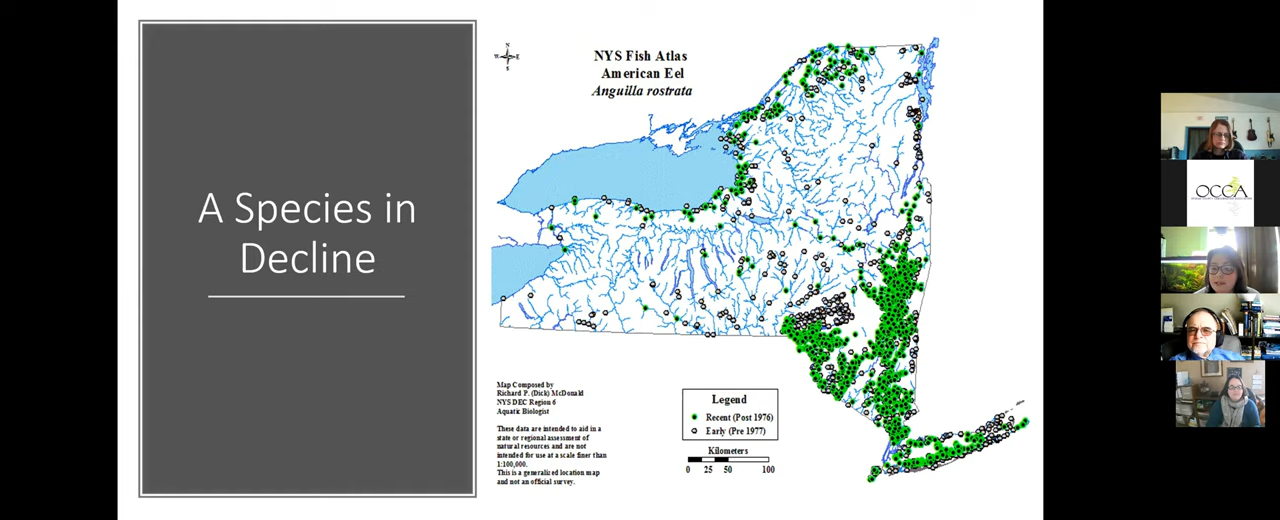 A Species in
Decline
N
W
E
S
NYS Fish Atlas
American Eel
Anguilla rostrata
Map Composed by
Richard P. (Dick) McDonald
NYS DEC Region 6
Aquatic Biologist
These data are intended to aid in a
state or regional assessment of
natural resources and are not
intended for use at a scale finer than
1:100,000.
This is a generalized location map
and not an official survey.
Legend
Recent (Post 1976)
Early (Pre 1977)
Kilometers
0 25 50 100
OCCA